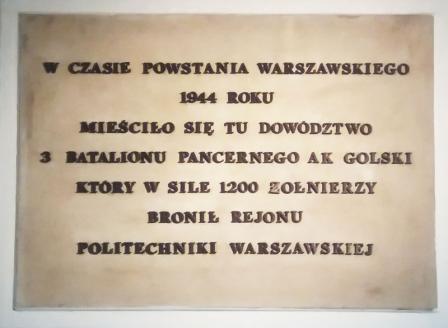 W CZASIE POWSTANIA WARSZAWSKIEGO
1944 ROKU
MIEŚCIŁO SIĘ TU DOWÓDZTWO
3 BATALIONU PANCERNEGO AK GOLSKI
KTÓRY W SILE 1200 ŻOŁNIERZY
BRONIŁ REJONU
POLITECHNIKI WARSZAWSKIEJ